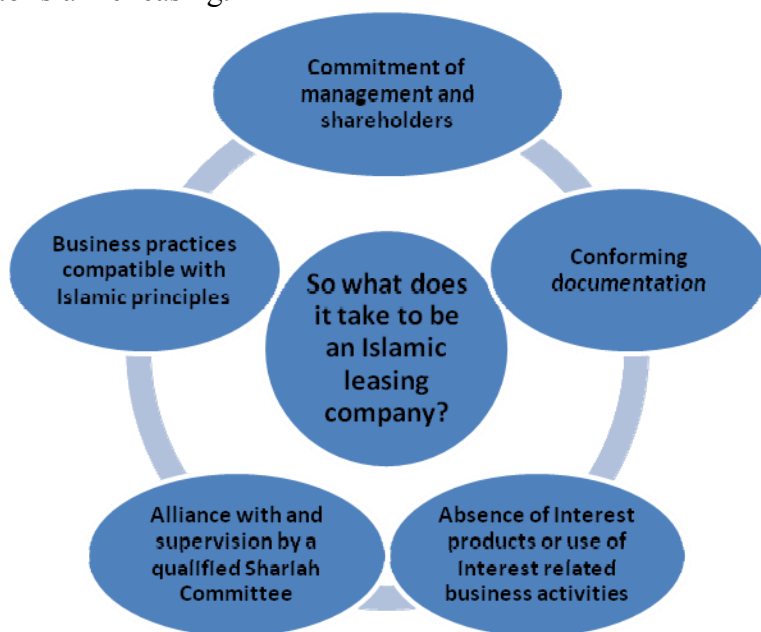 Commitment of
management and
shareholders
Conforming
documentation
Absence of Interest
products or use of
Interest related
business activities
Alliance with and
supervision by a
qualified Shariah
Committee
Business practices
compatible with
Islamic principles
So what does
it take to be
an Islamic
leasing
company?